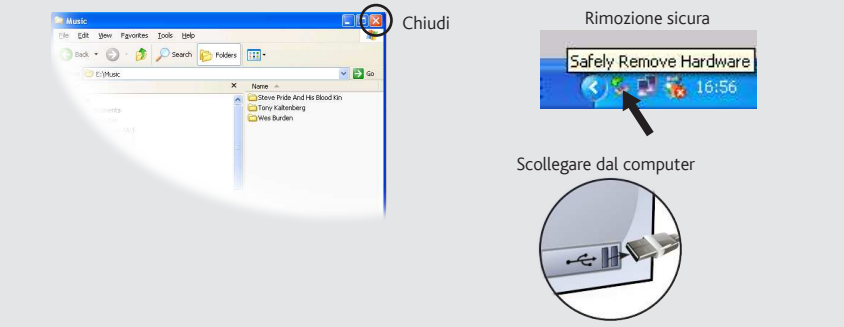 Music
File Edit View Favorites Tools Help
Back Search Folders
E:\Music Go
Name
Steve Pride And His Blood Kin
Tony Kaltenberg
Wes Burden
Chiudi
Rimozione sicura
Safely Remove Hardware
16:56
Scollegare dal computer